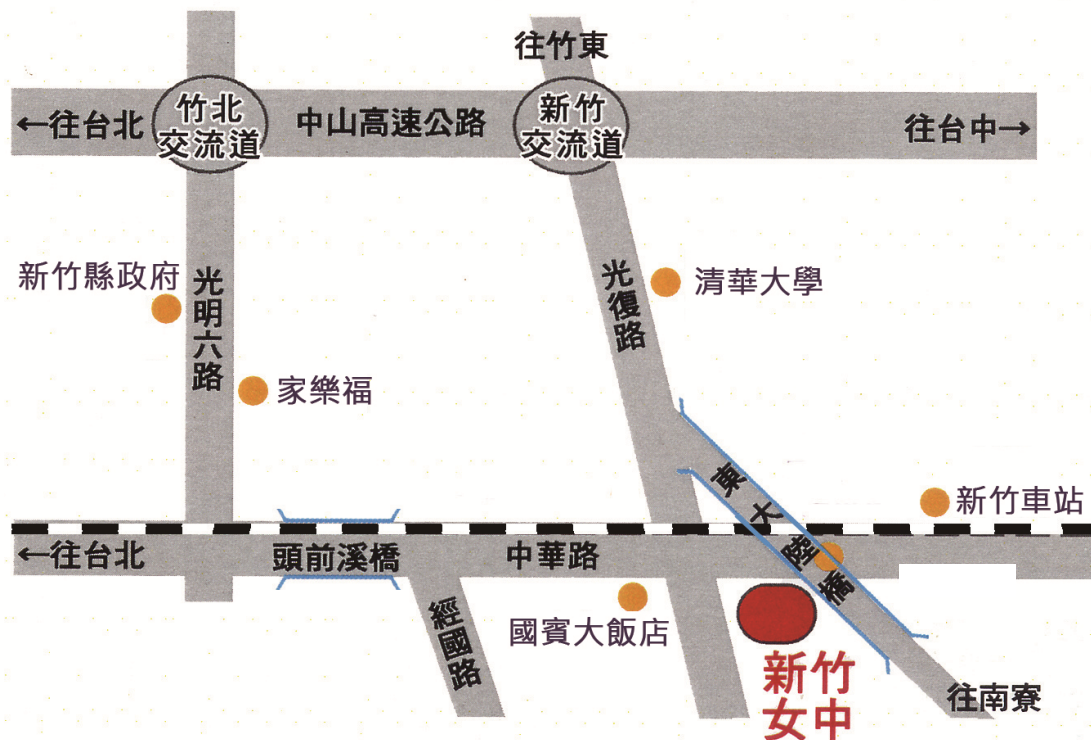 往竹東
←往台北
竹北
交流道
中山高速公路
新竹
交流道
往台中→
新竹縣政府
光明六路
光復路
清華大學
家樂福
東大陸橋
新竹車站
←往台北
頭前溪橋
中華路
經國路
國賓大飯店
新竹
女中
往南寮